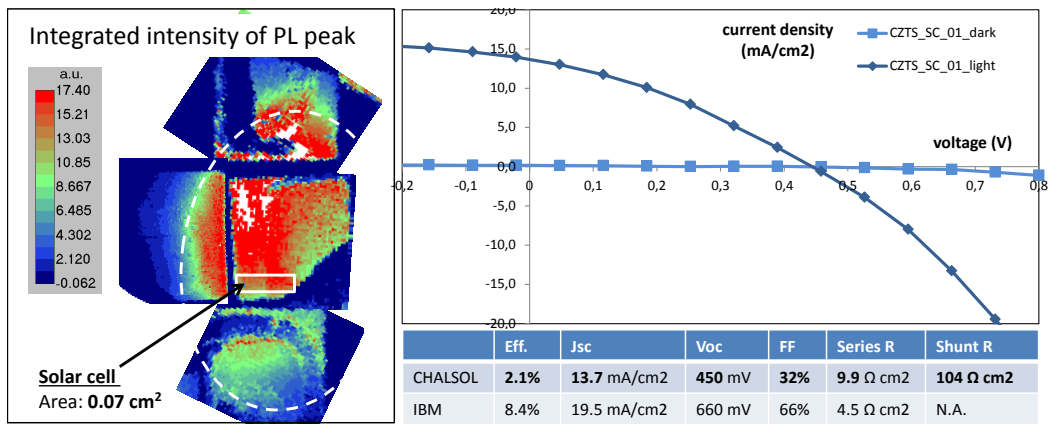 Integrated intensity of PL peak
a.u.
17.40
15.21
13.03
10.85
8.667
6.485
4.302
2.120
-0.062
Solar cell
Area: 0.07 cm²
20,0
15,0
10,0
5,0
0,0
-5,0
-10,0
-15,0
-20,0
-0,2
-0,1
0
0,1
0,2
0,3
0,4
0,5
0,6
0,7
0,8
current density
(mA/cm2)
voltage (V)
CZTS_SC_01_dark
CZTS_SC_01_light
Eff. Jsc Voc FF Series R Shunt R
CHALSOL 2.1% 13.7 mA/cm2 450 mV 32% 9.9 Ω cm2 104 Ω cm2
IBM 8.4% 19.5 mA/cm2 660 mV 66% 4.5 Ω cm2 N.A.